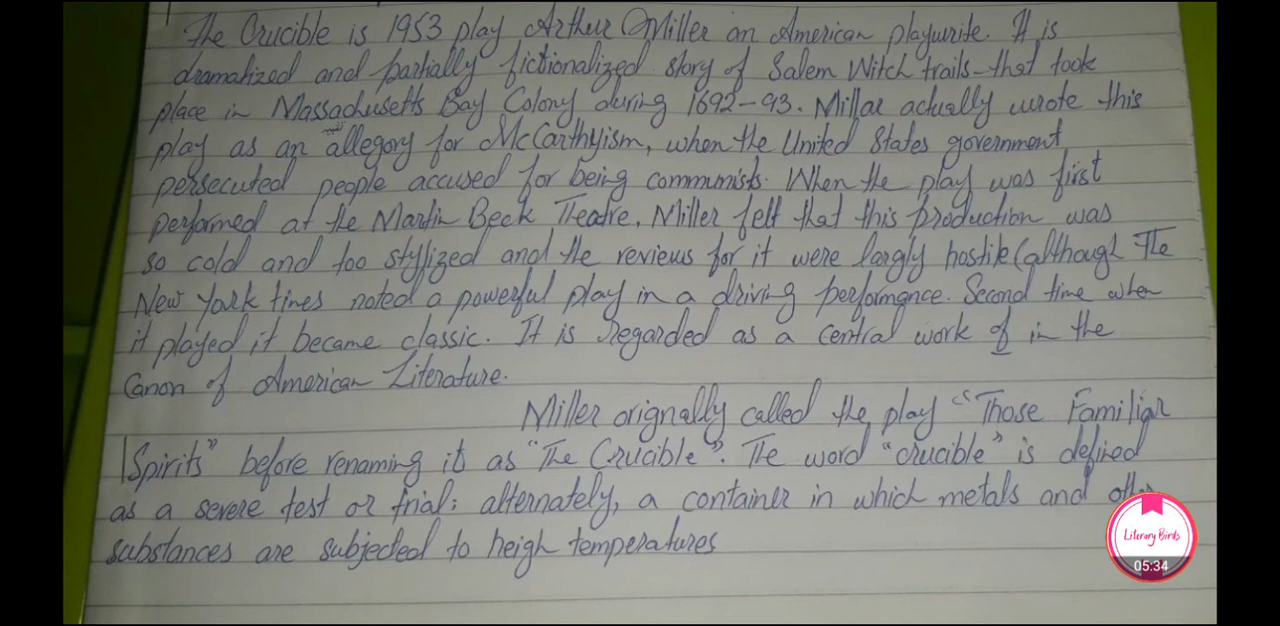 The Crucible is 1953 play Arthur Miller an American playwrite. It is
dramatized and partially fictionalized story of Salem Witch trails that took
place in Massachusetts Bay Colony during 1692-93. Millar actually wrote this
play as an allegory for McCarthyism, when the United States government
persecuted people accused for being communists. When the play was first
performed at the Martin Beck Theatre, Miller felt that this production was
so cold and too stylized and the reviews for it were largly hostile (although The
New York times noted a powerful play in a driving performance. Second time when
it played it became classic. It is regarded as a central work of in the
Canon of American Literature.
Miller orignally called the play "Those Familiar
Spirits" before renaming it as "The Crucible". The word "crucible" is defined
as a severe test or trial; alternately, a container in which metals and other
substances are subjected to heigh temperatures
Literary Birds
05:34